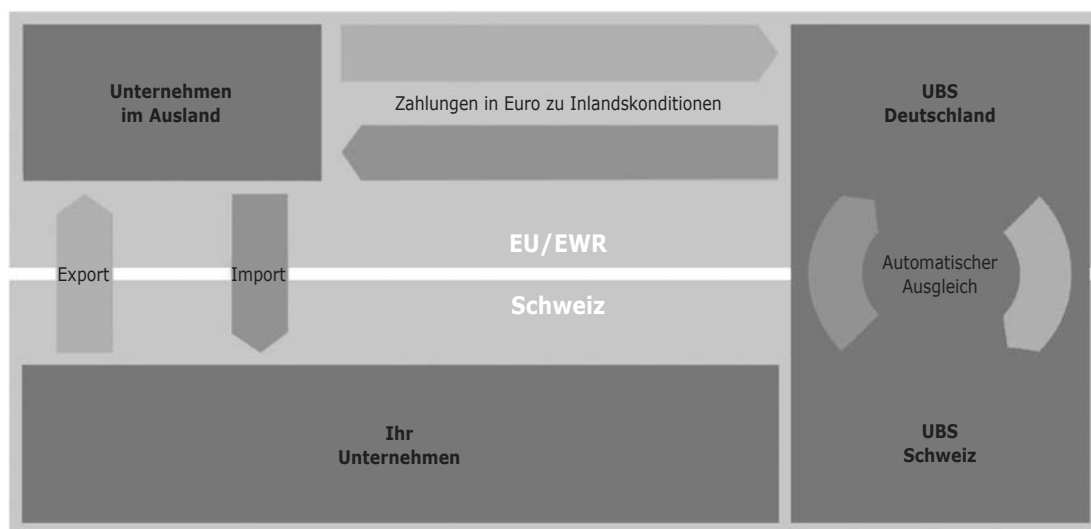 Unternehmen
im Ausland
Zahlungen in Euro zu Inlandskonditionen
UBS
Deutschland
EU/EWR
Export
Import
Automatischer
Ausgleich
Schweiz
Ihr
Unternehmen
UBS
Schweiz